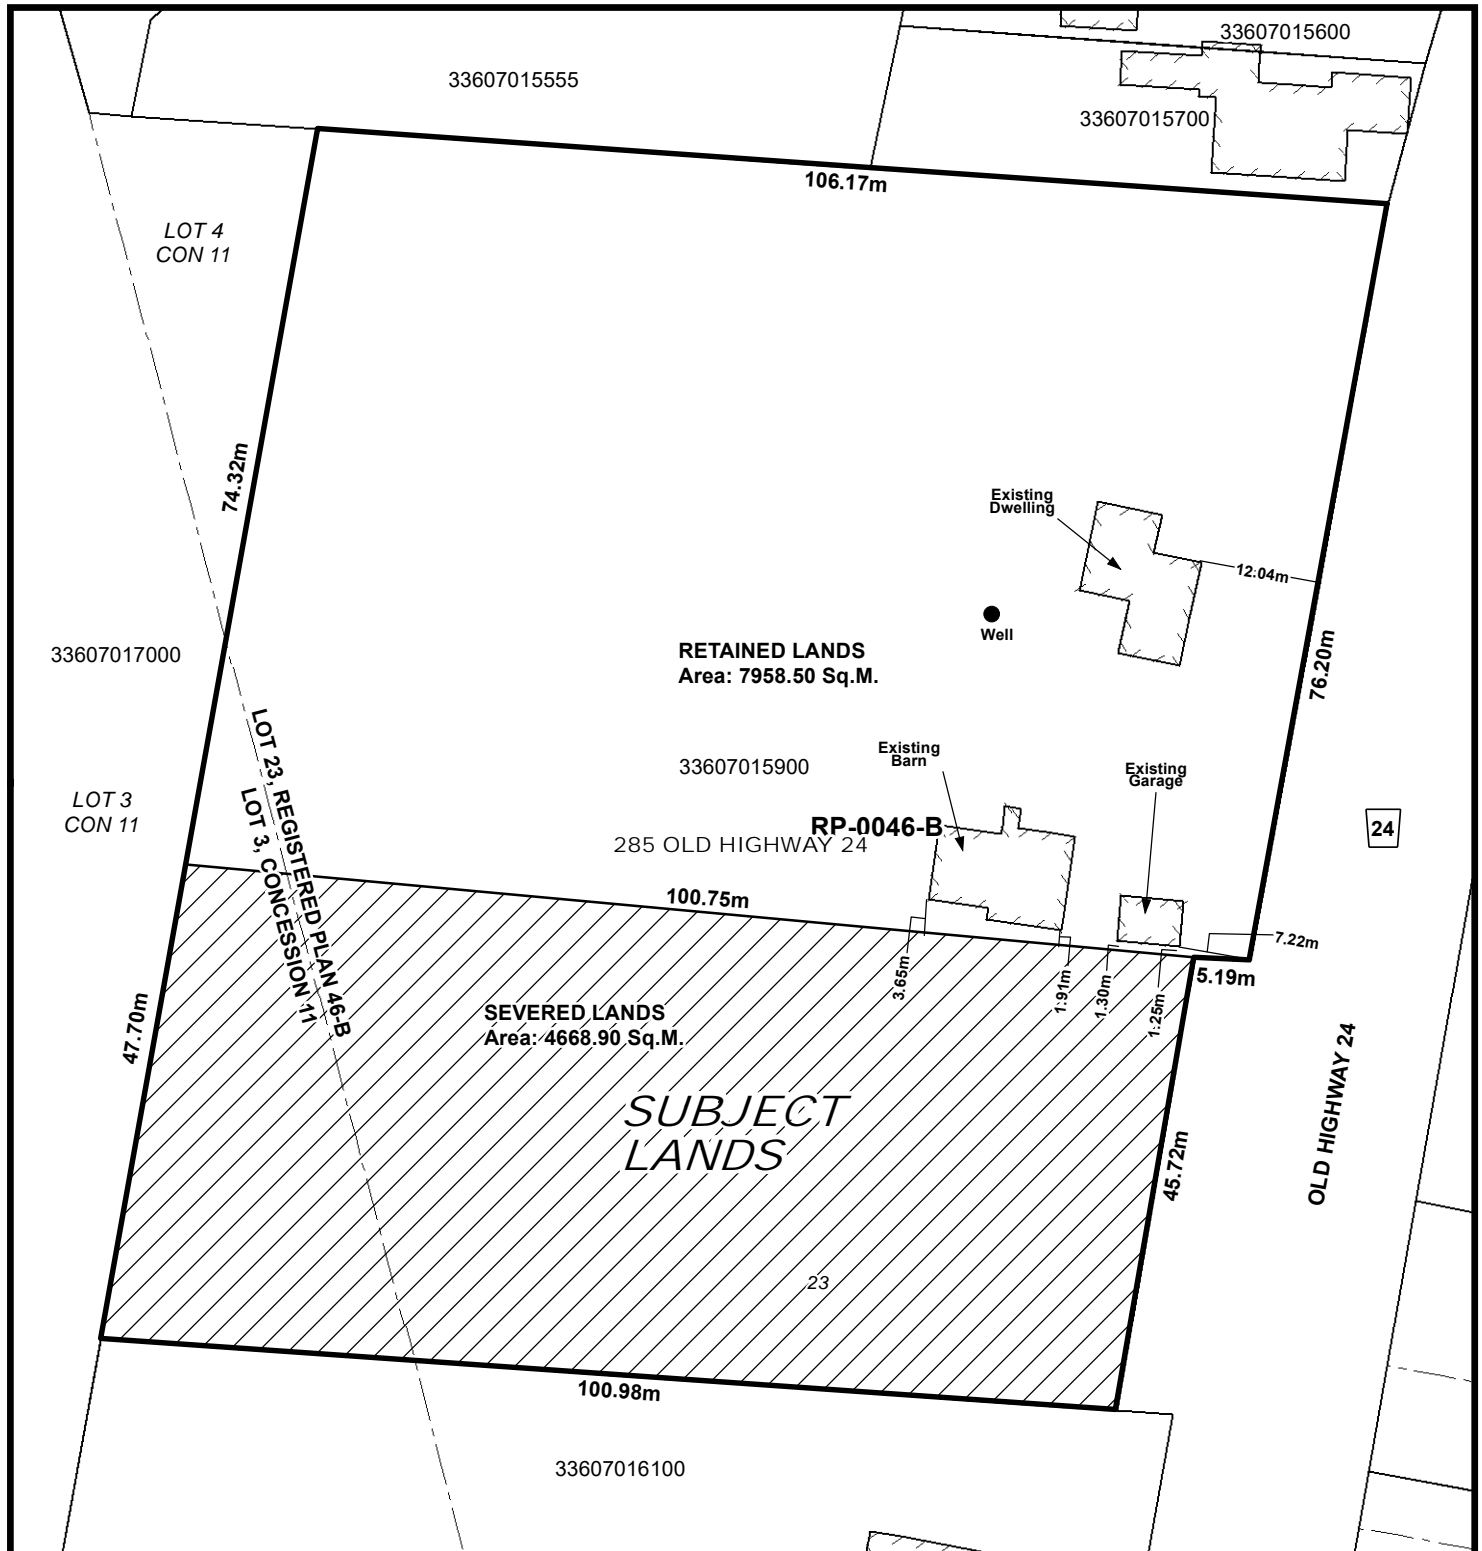 33607015600
33607015555
33607015700
106.17m
LOT 4
CON 11
74.32m
Existing
Dwelling
12.04m
Well
33607017000
RETAINED LANDS
Area: 7958.50 Sq.M.
76.20m
LOT 23, REGISTERED PLAN 46-B
LOT 3, CONCESSION 11
Existing
Barn
33607015900
Existing
Garage
LOT 3
CON 11
RP-0046-B
24
285 OLD HIGHWAY 24
100.75m
7.22m
3.65m
1.91m
1.30m
1.25m
5.19m
47.70m
SEVERED LANDS
Area: 4668.90 Sq.M.
SUBJECT
LANDS
45.72m
OLD HIGHWAY 24
23
100.98m
33607016100